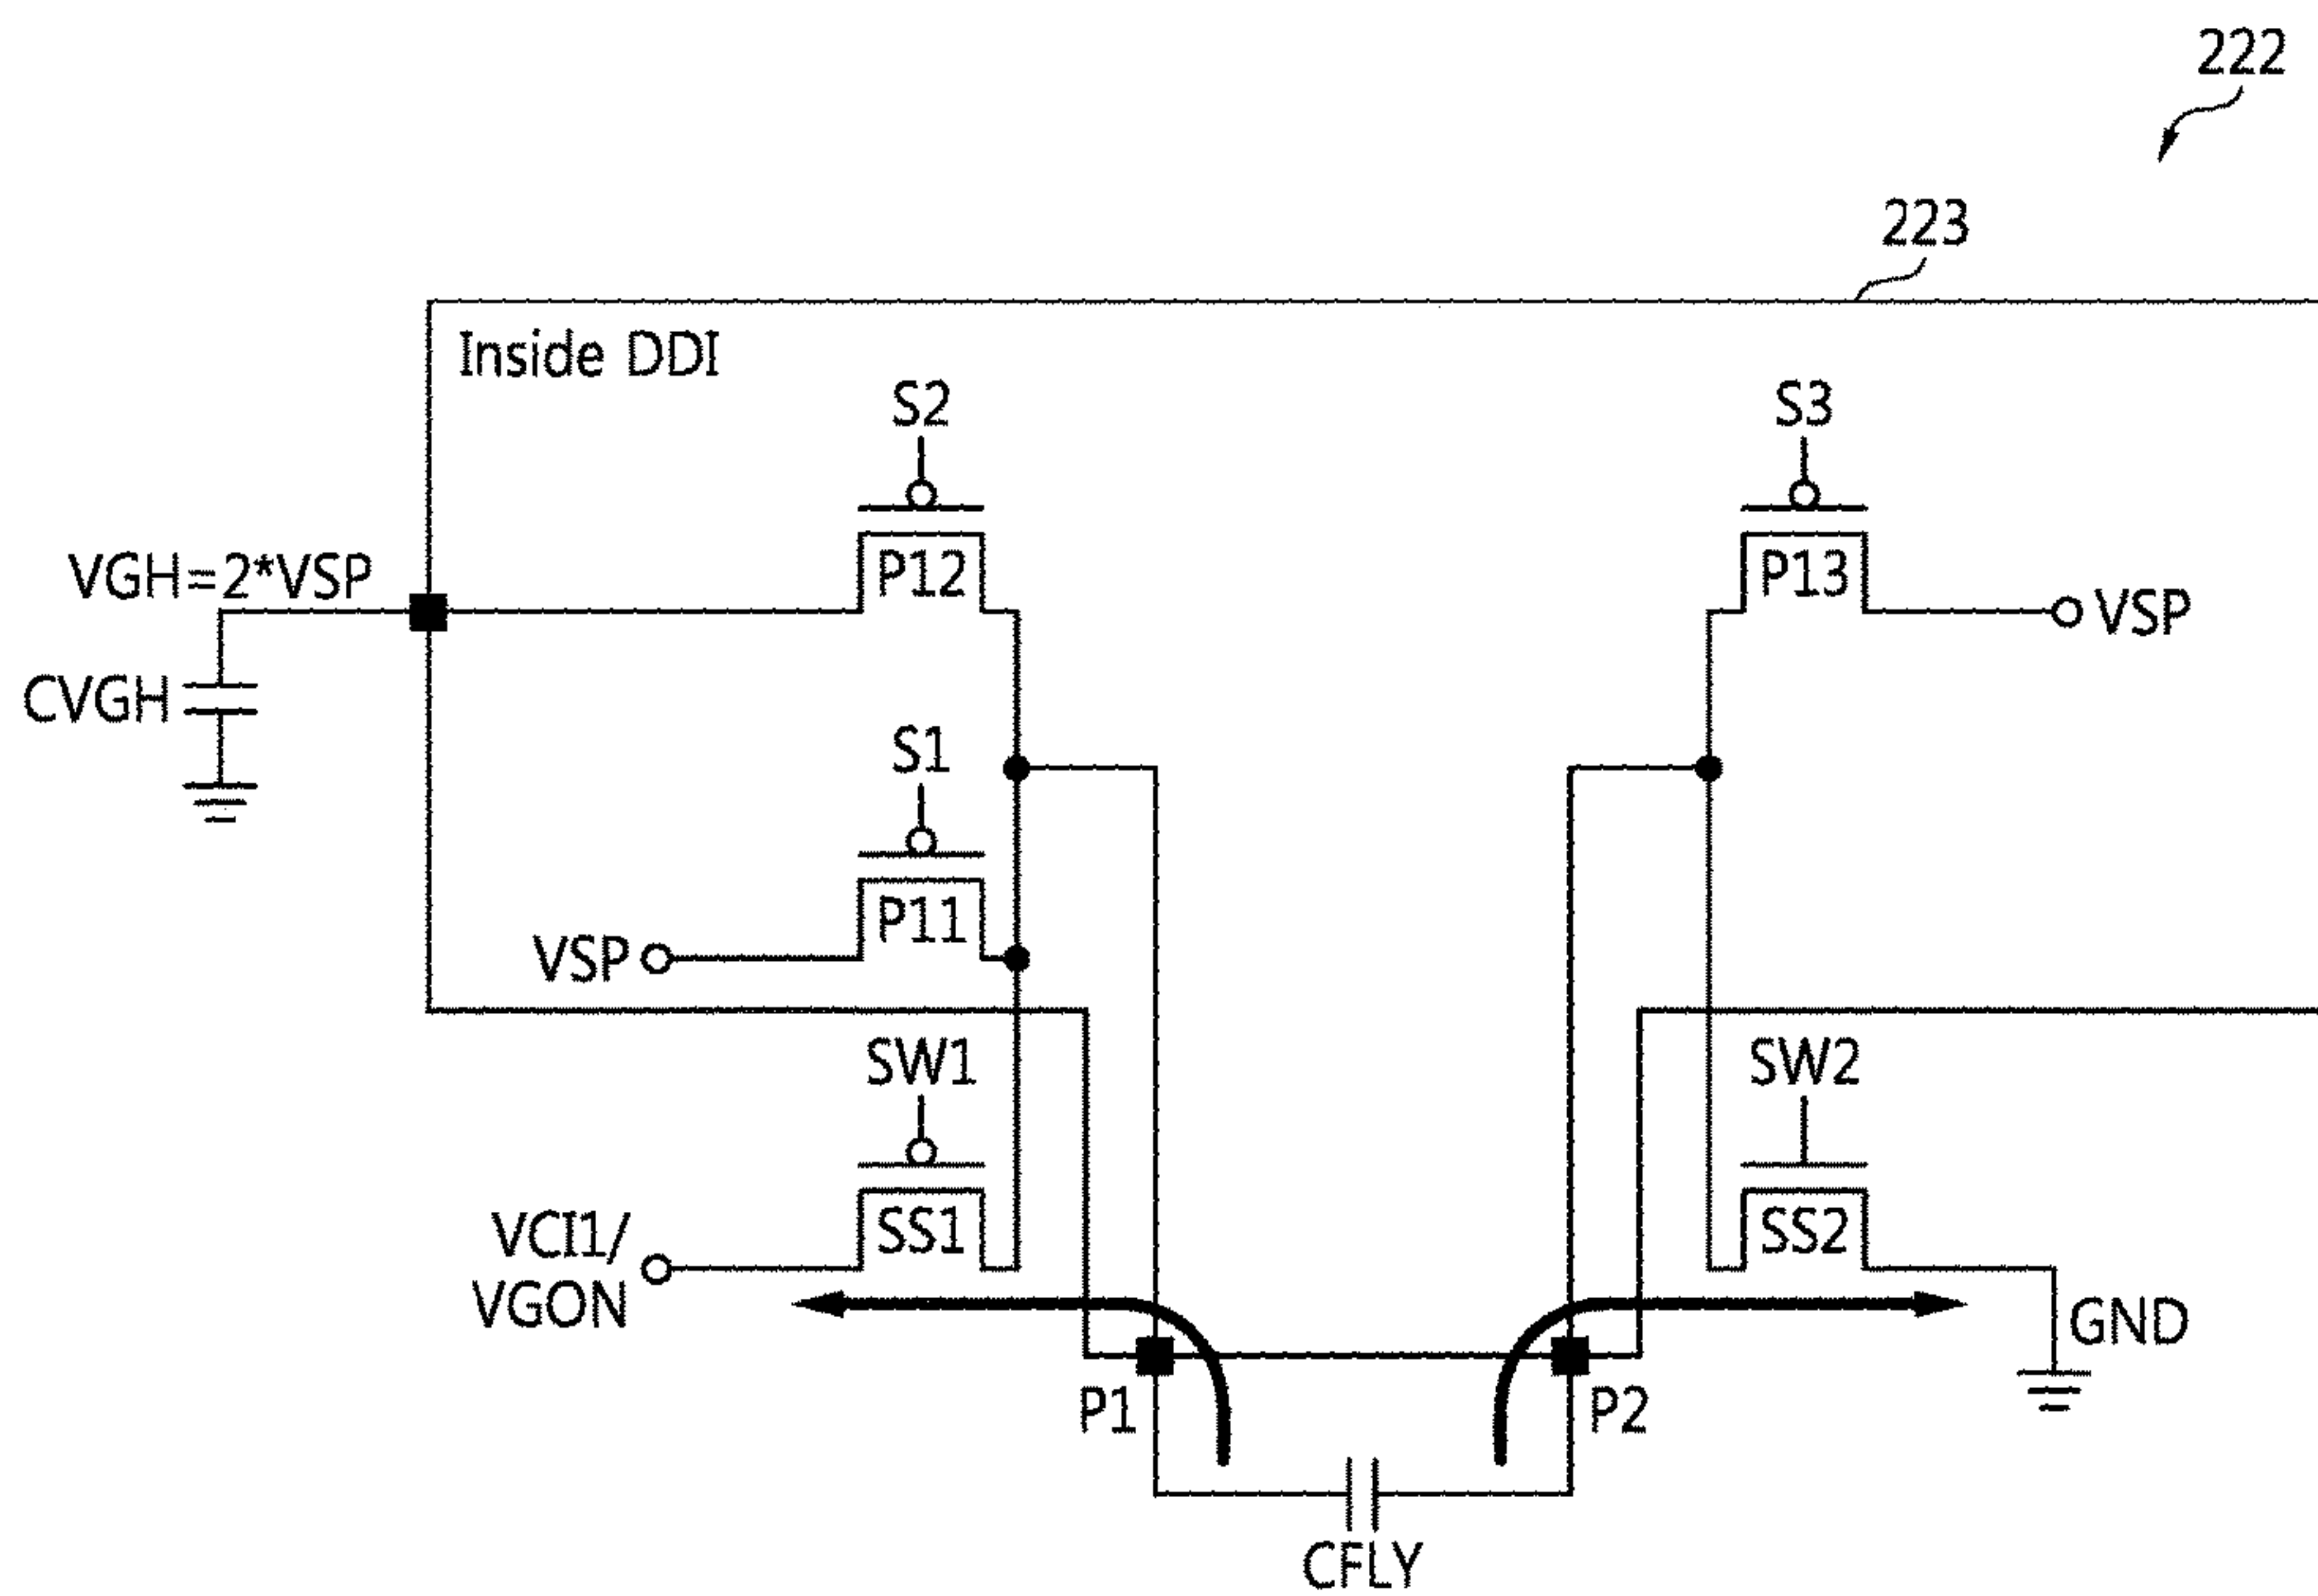 222
223
Inside DDI
S2
S3
P12
P13
VGH=2*VSP
VSP
CVGH
S1
P11
VSP
SW1
SW2
SS1
SS2
VCI1/
VGON
GND
P1
P2
CFLY